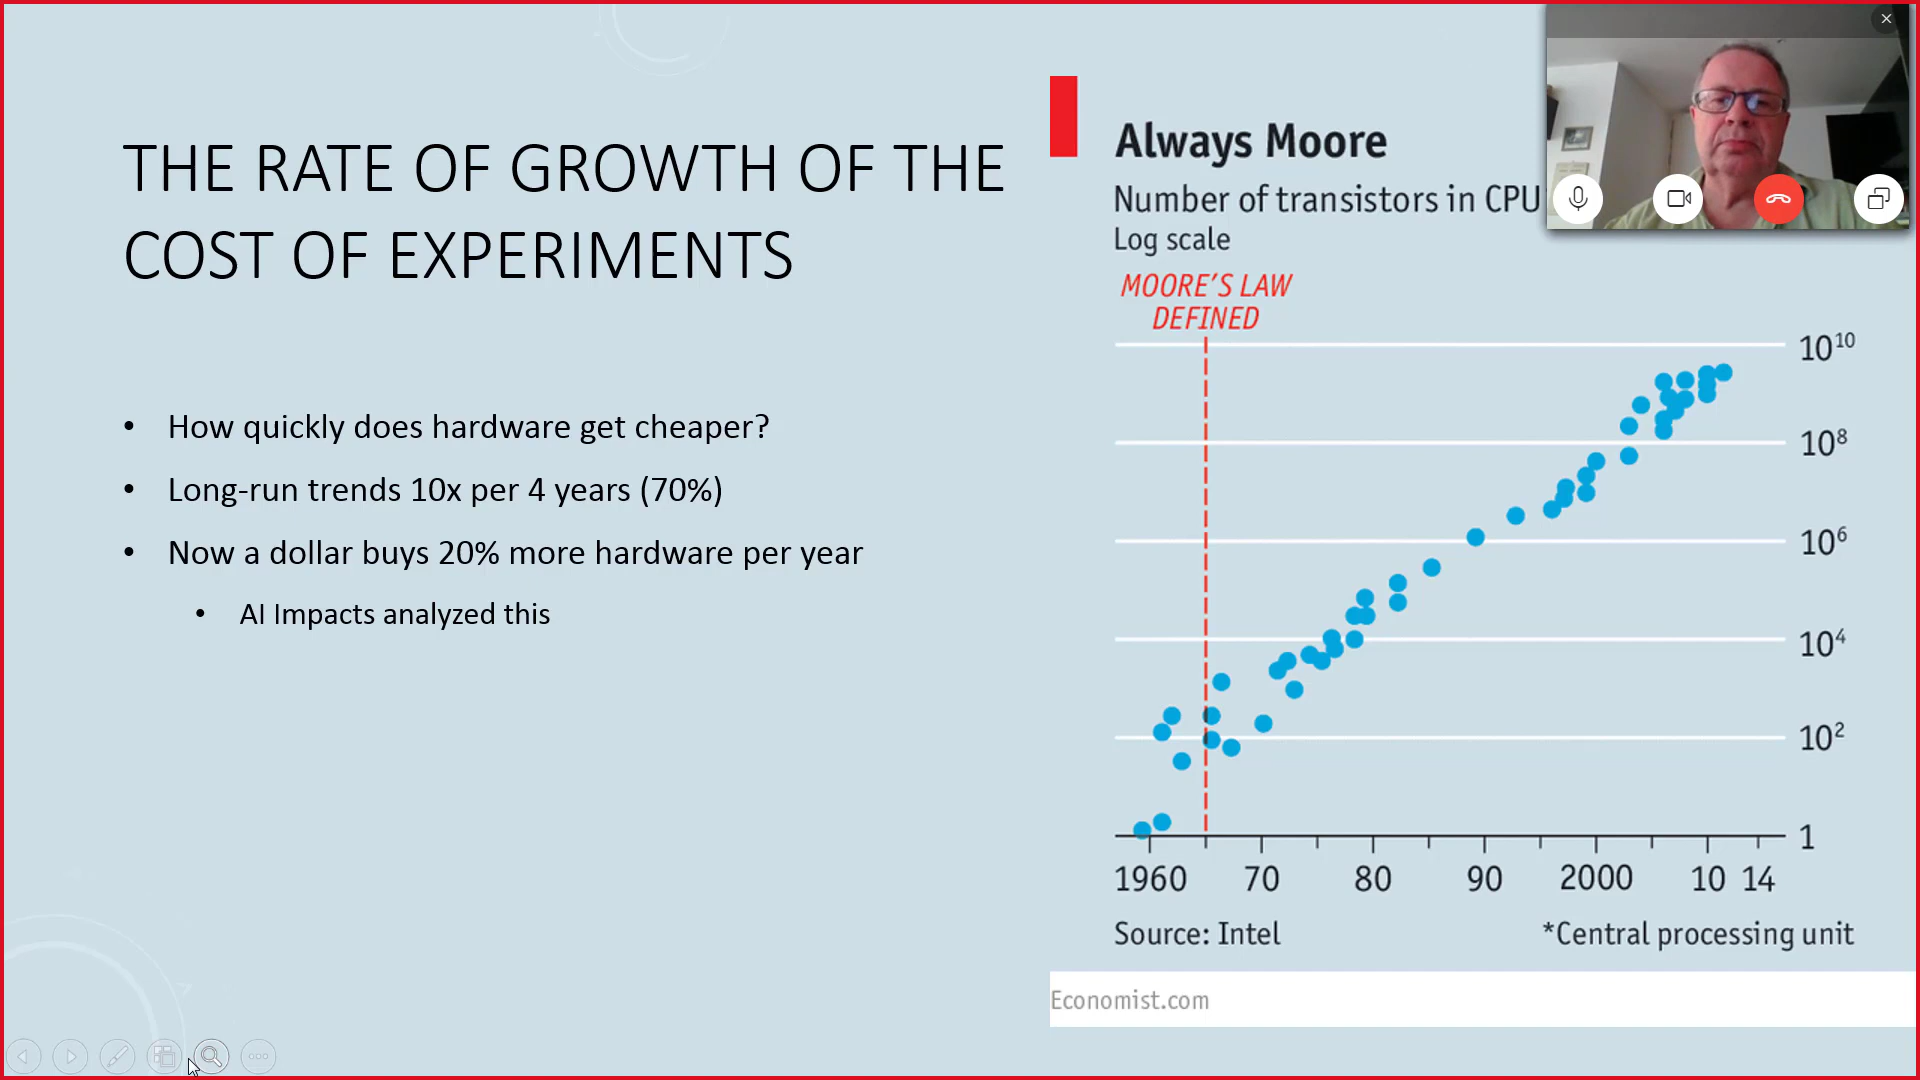 THE RATE OF GROWTH OF THE
COST OF EXPERIMENTS
• How quickly does hardware get cheaper?
• Long-run trends 10x per 4 years (70%)
• Now a dollar buys 20% more hardware per year
• AI Impacts analyzed this
Always Moore
Number of transistors in CPU
Log scale
MOORE'S LAW
DEFINED
10¹⁰
10⁸
10⁶
10⁴
10²
1
1960 70 80 90 2000 10 14
Source: Intel *Central processing unit
Economist.com